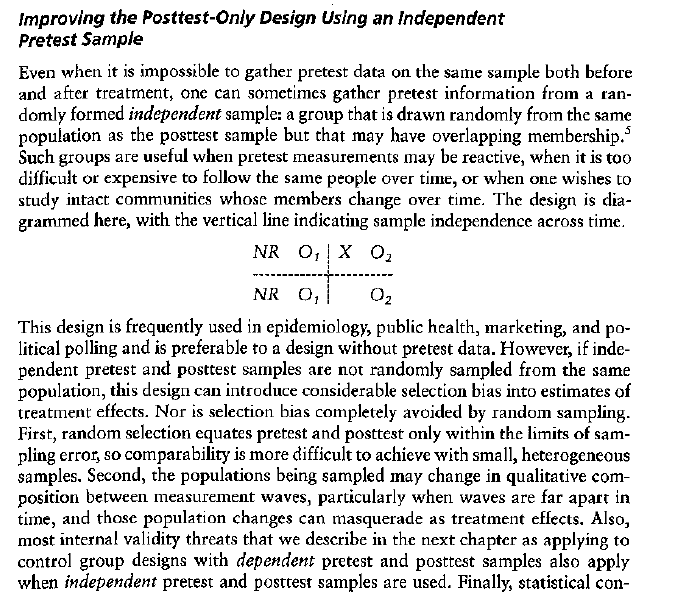 Improving the Posttest-Only Design Using an Independent
Pretest Sample
Even when it is impossible to gather pretest data on the same sample both before
and after treatment, one can sometimes gather pretest information from a ran-
domly formed independent sample: a group that is drawn randomly from the same
population as the posttest sample but that may have overlapping membership.⁵
Such groups are useful when pretest measurements may be reactive, when it is too
difficult or expensive to follow the same people over time, or when one wishes to
study intact communities whose members change over time. The design is dia-
grammed here, with the vertical line indicating sample independence across time.
NR O₁ | X O₂
NR O₁ | O₂
This design is frequently used in epidemiology, public health, marketing, and po-
litical polling and is preferable to a design without pretest data. However, if inde-
pendent pretest and posttest samples are not randomly sampled from the same
population, this design can introduce considerable selection bias into estimates of
treatment effects. Nor is selection bias completely avoided by random sampling.
First, random selection equates pretest and posttest only within the limits of sam-
pling error, so comparability is more difficult to achieve with small, heterogeneous
samples. Second, the populations being sampled may change in qualitative com-
position between measurement waves, particularly when waves are far apart in
time, and those population changes can masquerade as treatment effects. Also,
most internal validity threats that we describe in the next chapter as applying to
control group designs with dependent pretest and posttest samples also apply
when independent pretest and posttest samples are used. Finally, statistical con-